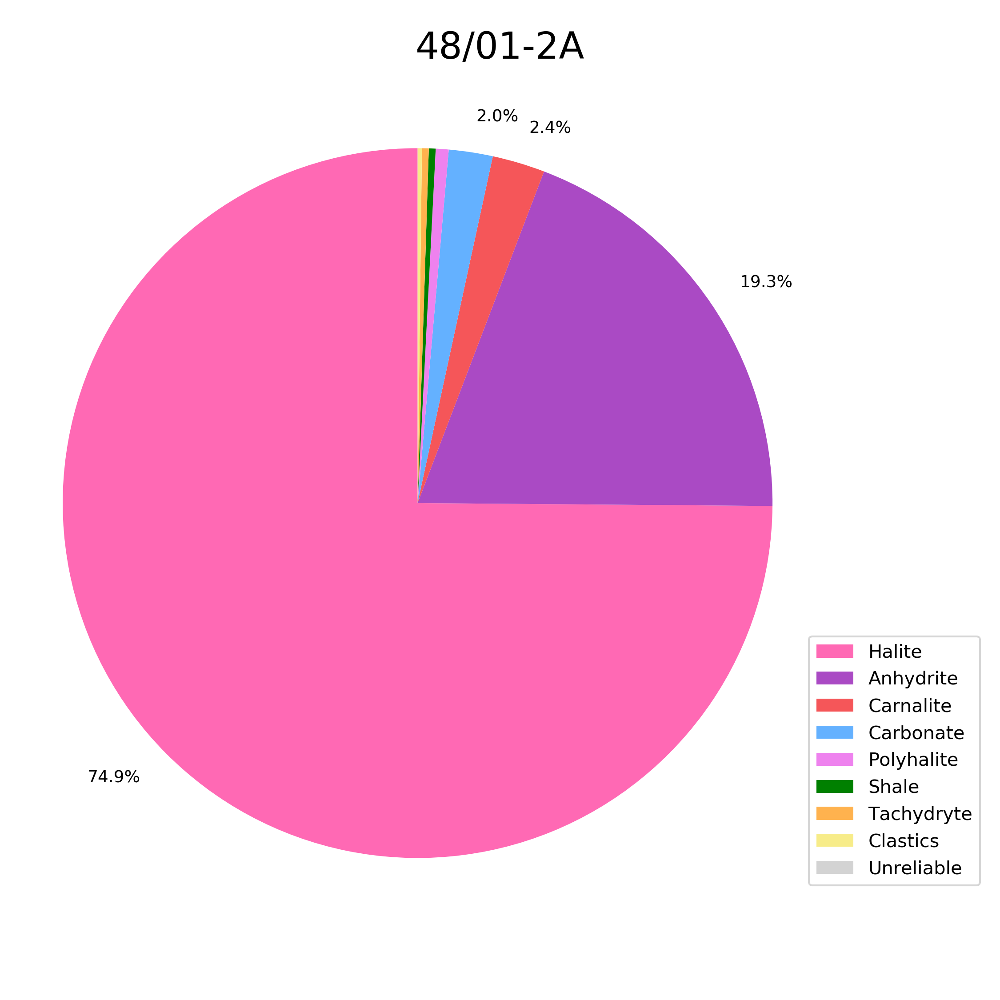 48/01-2A
2.0%
2.4%
19.3%
74.9%
Halite
Anhydrite
Carnalite
Carbonate
Polyhalite
Shale
Tachydryte
Clastics
Unreliable